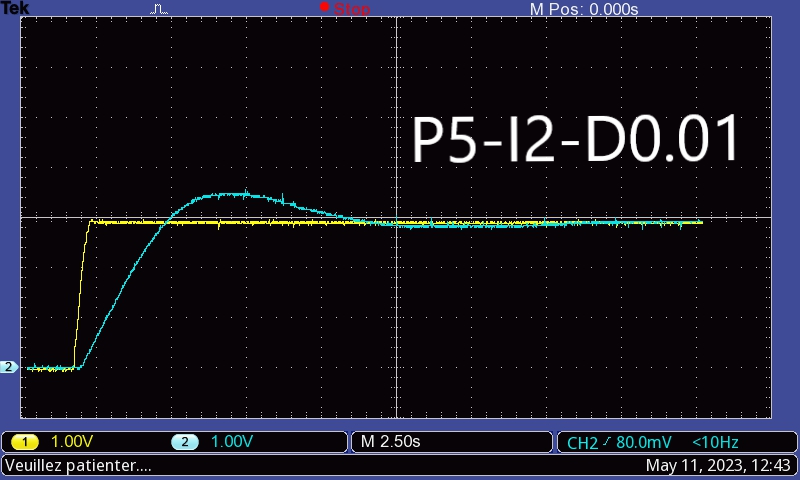 Tek Stop M Pos: 0.000s
P5-I2-D0.01
2
1 1.00V 2 1.00V M 2.50s CH2 80.0mV <10Hz
Veuillez patienter.... May 11, 2023, 12:43